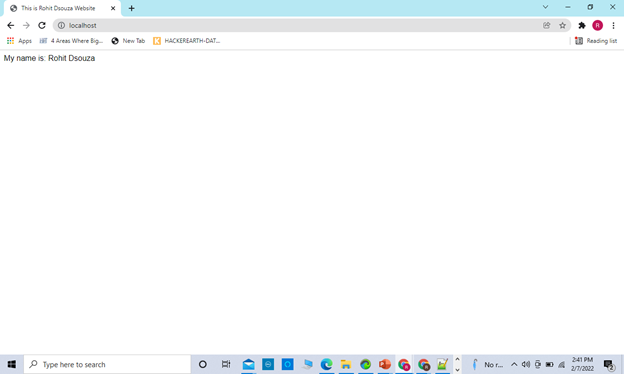 This is Rohit Dsouza Website
localhost
R
Apps
4 Areas Where Big...
New Tab
HACKEREARTH-DAT...
Reading list
My name is: Rohit Dsouza
Type here to search
No r...
2:41 PM
2/7/2022
2